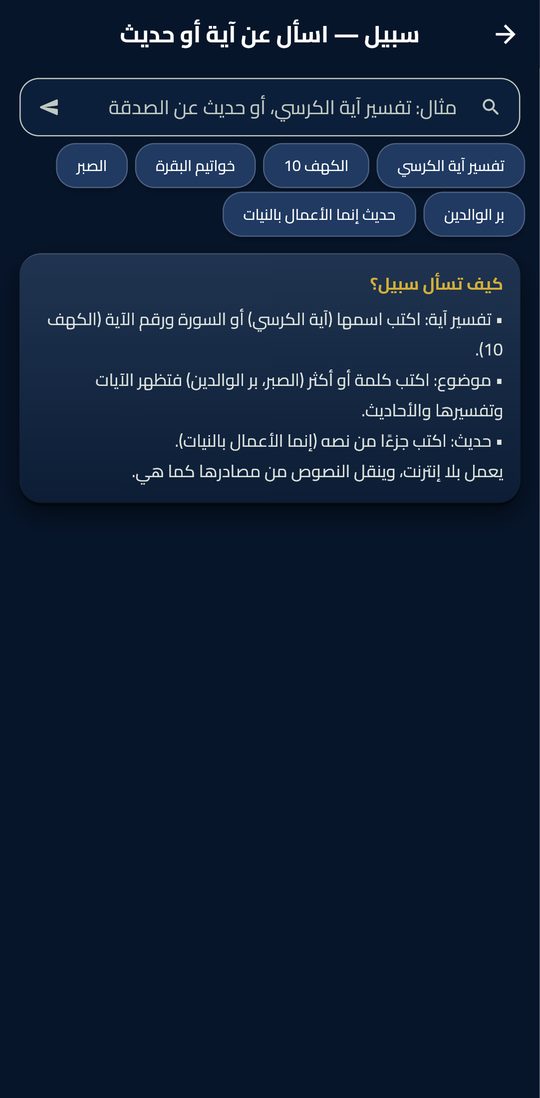 سبيل — اسأل عن آية أو حديث
مثال: تفسير آية الكرسي، أو حديث عن الصدقة
تفسير آية الكرسي
الكهف 10
خواتيم البقرة
الصبر
بر الوالدين
حديث إنما الأعمال بالنيات
كيف تسأل سبيل؟
• تفسير آية: اكتب اسمها (آية الكرسي) أو السورة ورقم الآية (الكهف
10).
• موضوع: اكتب كلمة أو أكثر (الصبر، بر الوالدين) فتظهر الآيات
وتفسيرها والأحاديث.
• حديث: اكتب جزءًا من نصه (إنما الأعمال بالنيات).
يعمل بلا إنترنت، وينقل النصوص من مصادرها كما هي.